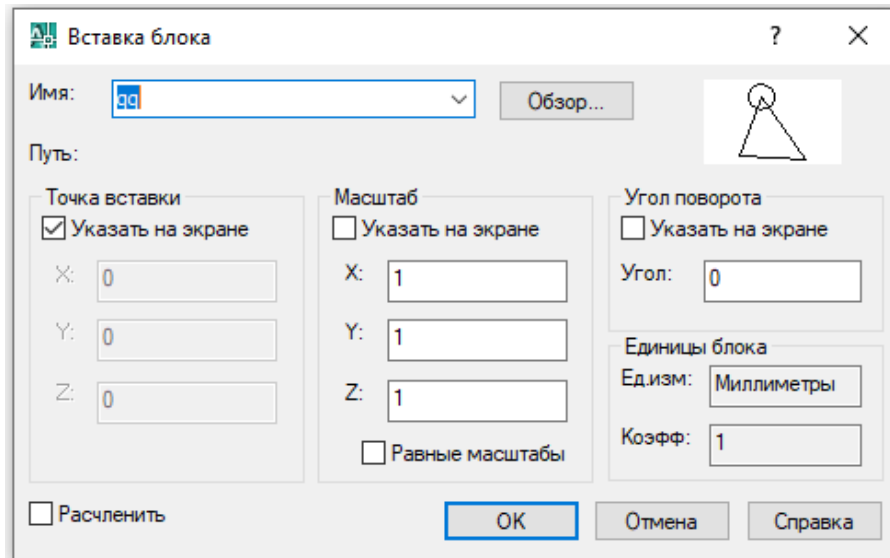 Вставка блока
?
Имя:
qq
Обзор...
Путь:
Точка вставки
Указать на экране
X: 0
Y: 0
Z: 0
Масштаб
Указать на экране
X: 1
Y: 1
Z: 1
Равные масштабы
Угол поворота
Указать на экране
Угол: 0
Единицы блока
Ед.изм: Миллиметры
Коэфф: 1
Расчленить
OK
Отмена
Справка